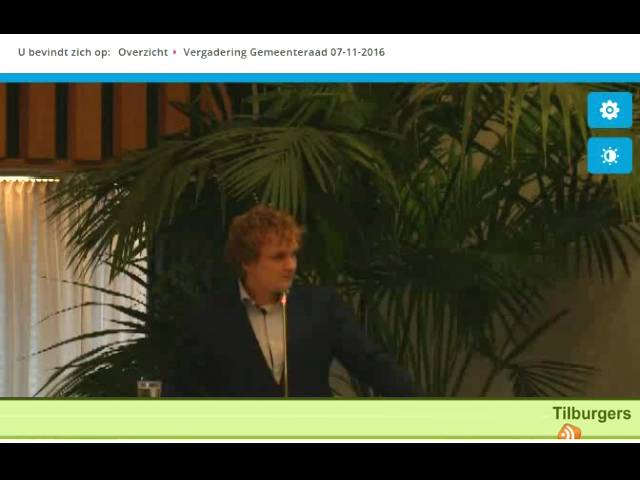 U bevindt zich op: Overzicht Vergadering Gemeenteraad 07-11-2016
Tilburgers